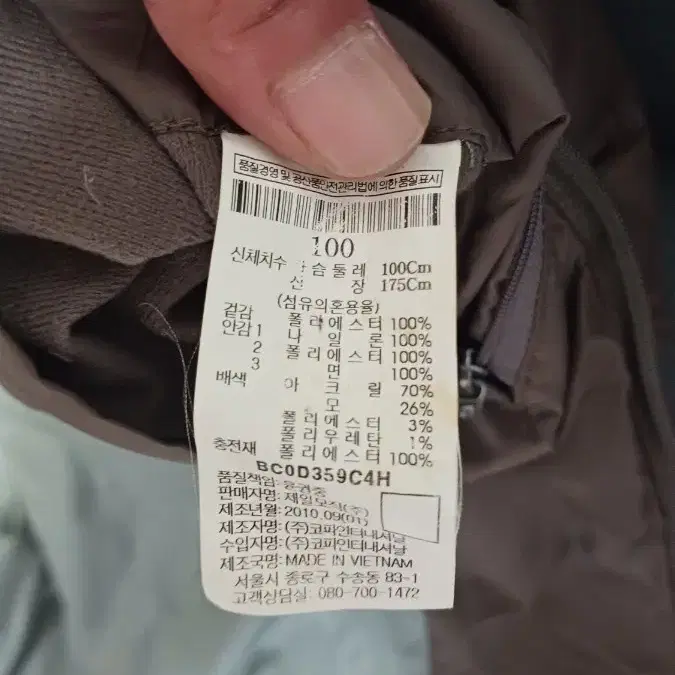 품질경영 및 공산품안전관리법에 의한 품질표시
100
신체치수 가슴둘레 100Cm
신 장 175Cm
(섬유의혼용율)
겉감 폴리에스터 100%
안감1 나 일 론 100%
2 폴리에스터 100%
3 면 100%
배색 아 크 릴 70%
모 26%
폴리에스터 3%
폴리우레탄 1%
충전재 폴리에스터 100%
BC0D359C4H
품질책임:
판매자명: 제일모직(주)
제조년월: 2010.09(01)
제조자명: (주)코파인터내셔날
수입자명: (주)코파인터내셔날
제조국명: MADE IN VIETNAM
서울시 종로구 수송동 83-1
고객상담실: 080-700-1472